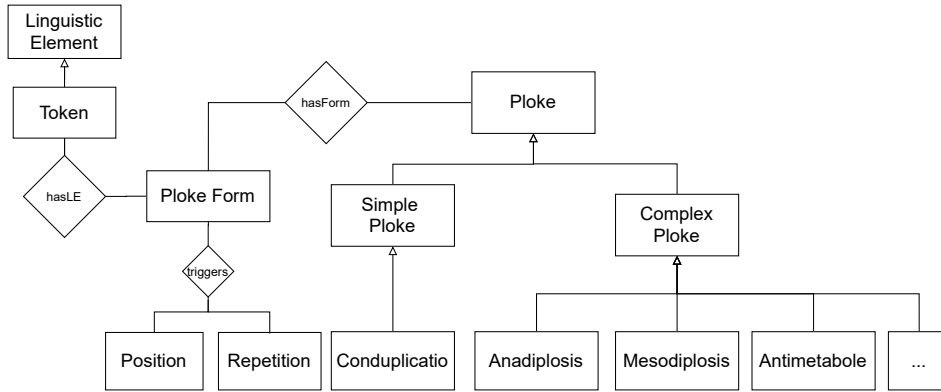 Linguistic
Element
Token
hasLE
Ploke Form
triggers
Position
Repetition
hasForm
Ploke
Simple
Ploke
Complex
Ploke
Conduplicatio
Anadiplosis
Mesodiplosis
Antimetabole
...